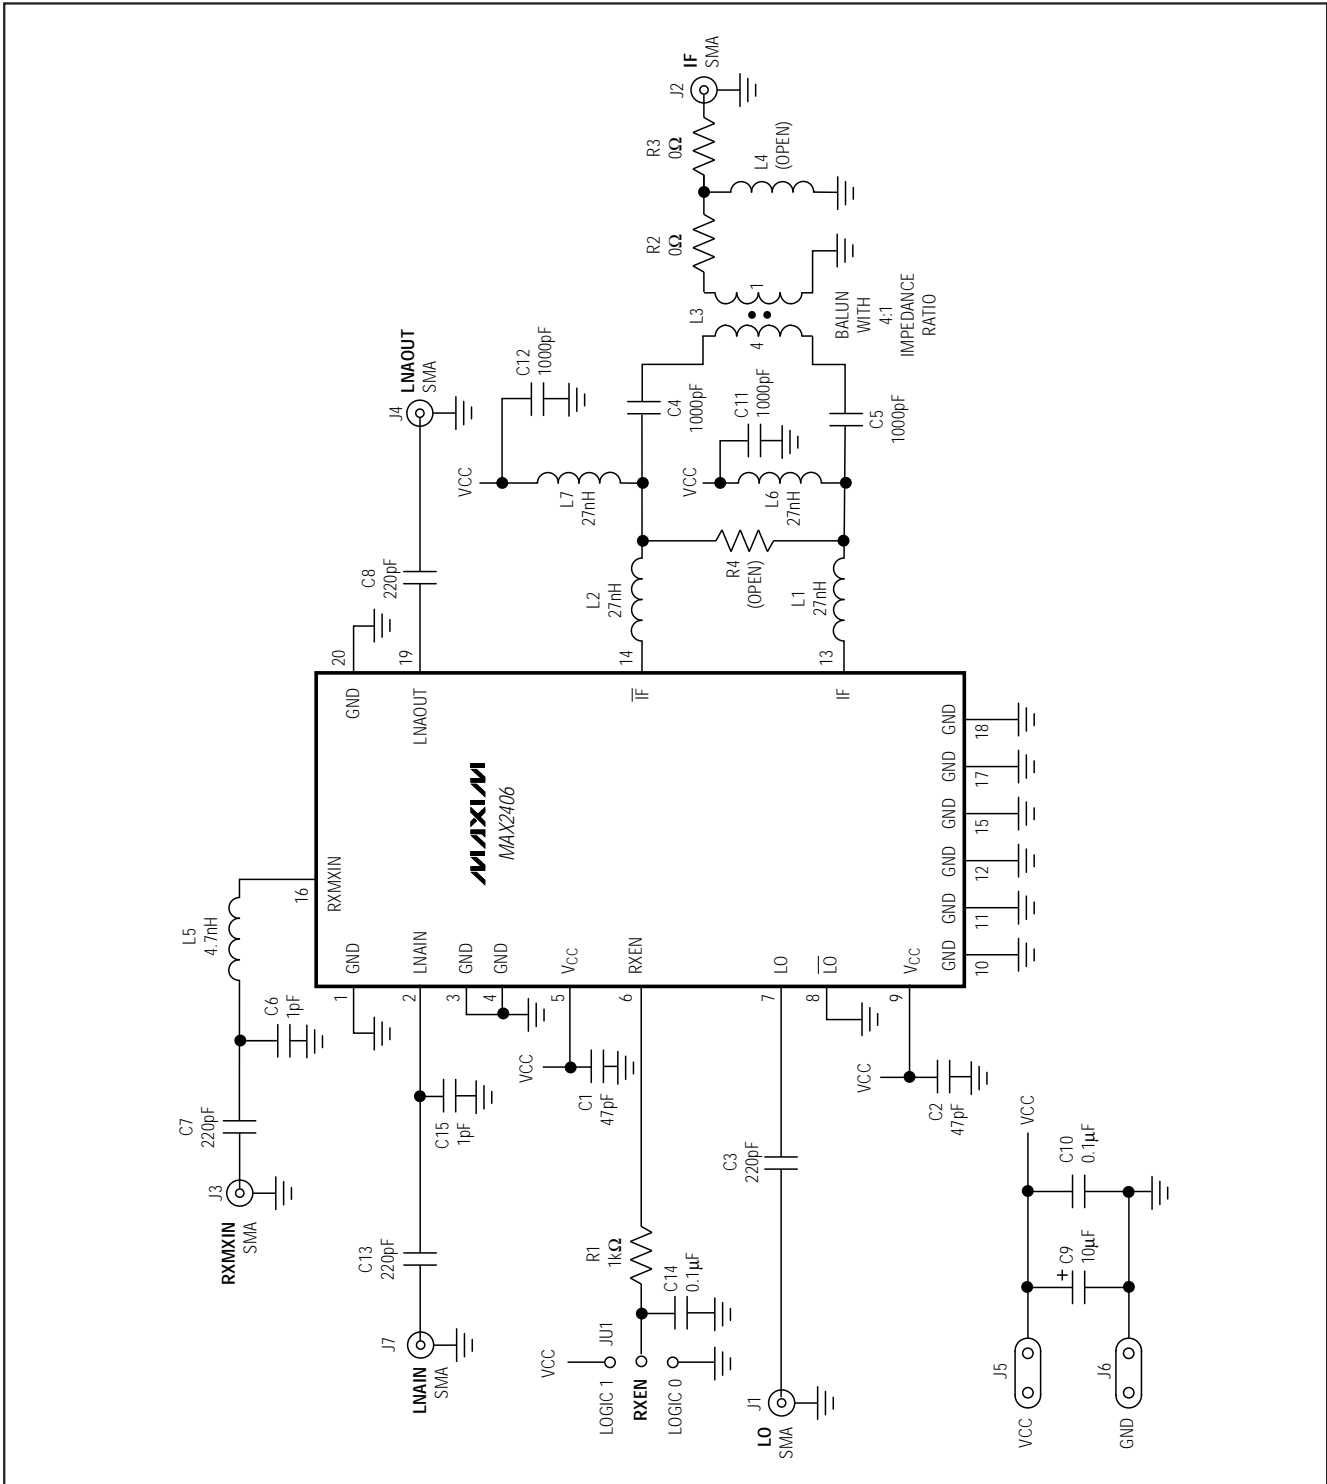 IF
SMA
J2
R3
0Ω
L4
(OPEN)
R2
0Ω
L3
1
4
BALUN
WITH
4:1
IMPEDANCE
RATIO
LNAOUT
SMA
J4
C12
1000pF
C4
1000pF
C11
1000pF
C5
1000pF
VCC
L7
27nH
VCC
L6
27nH
C8
220pF
L2
27nH
R4
(OPEN)
L1
27nH
20
19
14
13
GND
LNAOUT
I̅F̅
IF
MAXIM
MAX2406
16
RXMXIN
L5
4.7nH
GND
LNAIN
GND
GND
VCC
RXEN
LO
L̅O̅
VCC
GND
GND
GND
GND
GND
GND
10
11
12
15
17
18
1
2
3
4
5
6
7
8
9
C6
1pF
C7
220pF
J3
RXMXIN
SMA
C15
1pF
C13
220pF
J7
LNAIN
SMA
VCC
C1
47pF
R1
1kΩ
C14
0.1µF
VCC
JU1
LOGIC 1
RXEN
LOGIC 0
C3
220pF
J1
LO
SMA
VCC
C2
47pF
VCC
C10
0.1µF
+ C9
10µF
J5
VCC
J6
GND